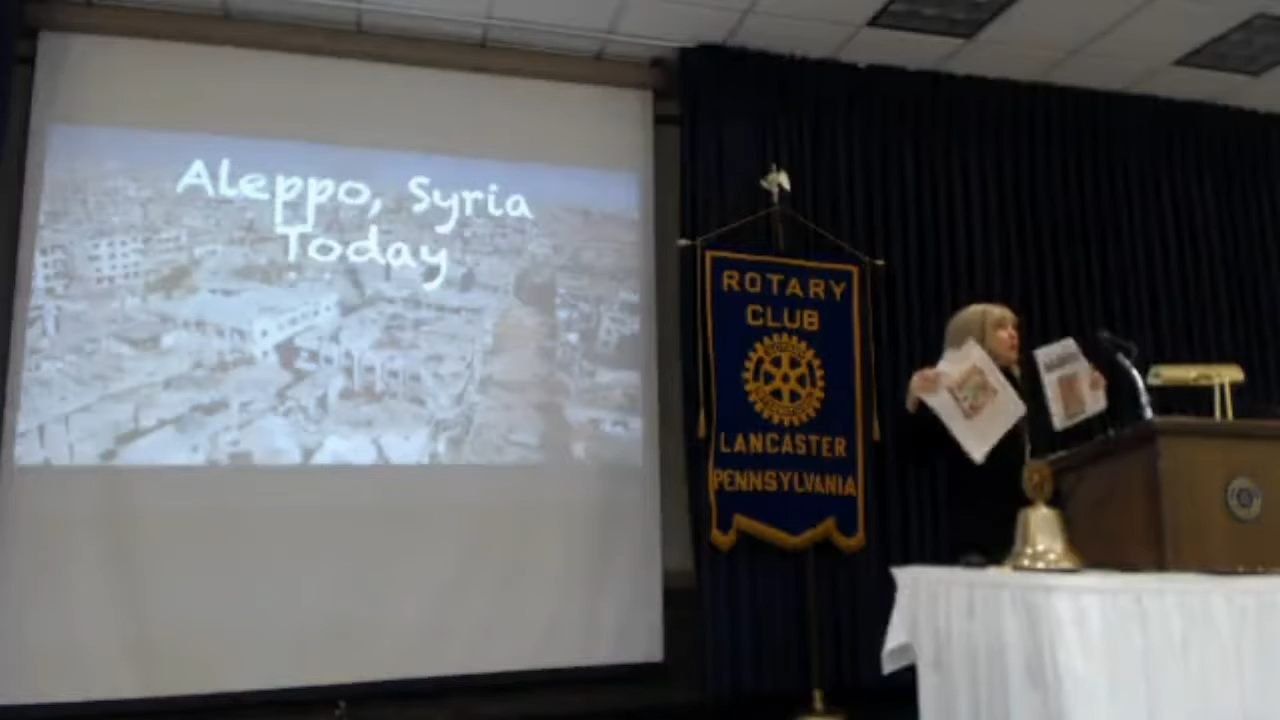 Aleppo, Syria
Today
ROTARY
CLUB
LANCASTER
PENNSYLVANIA